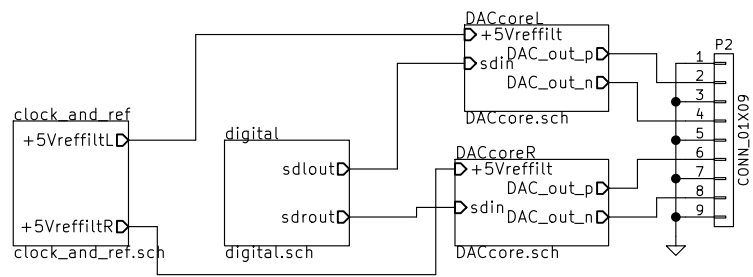 clock_and_ref
+5VreffiltL
+5VreffiltR
clock_and_ref.sch
digital
sdlout
sdrout
digital.sch
DACcoreL
+5Vreffilt
sdin
DAC_out_p
DAC_out_n
DACcore.sch
DACcoreR
+5Vreffilt
sdin
DAC_out_p
DAC_out_n
DACcore.sch
P2
1
2
3
4
5
6
7
8
9
CONN_01X09